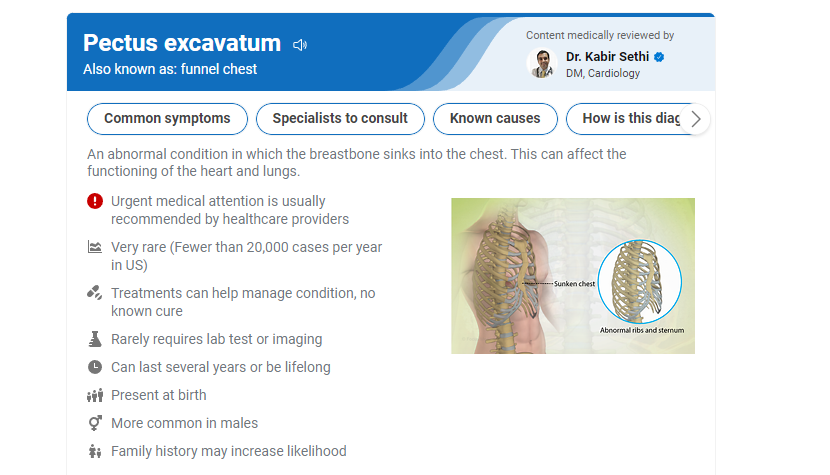 Pectus excavatum
Also known as: funnel chest
Content medically reviewed by
Dr. Kabir Sethi
DM, Cardiology
Common symptoms
Specialists to consult
Known causes
How is this diag
An abnormal condition in which the breastbone sinks into the chest. This can affect the
functioning of the heart and lungs.
Urgent medical attention is usually
recommended by healthcare providers
Very rare (Fewer than 20,000 cases per year
in US)
Treatments can help manage condition, no
known cure
Rarely requires lab test or imaging
Can last several years or be lifelong
Present at birth
More common in males
Family history may increase likelihood
Sunken chest
Abnormal ribs and sternum